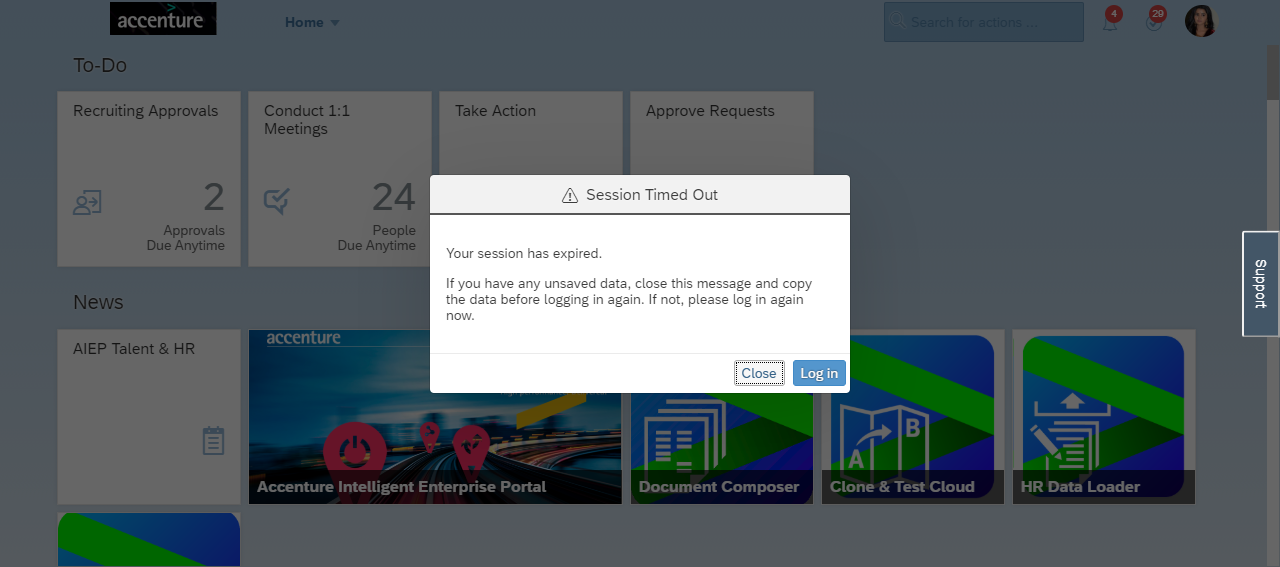 accenture
Home
Search for actions ...
4
29
To-Do
Recruiting Approvals
2
Approvals
Due Anytime
Conduct 1:1
Meetings
24
People
Due Anytime
Take Action
Approve Requests
Session Timed Out
Your session has expired.
If you have any unsaved data, close this message and copy
the data before logging in again. If not, please log in again
now.
Close
Log in
Support
News
AIEP Talent & HR
accenture
Accenture Intelligent Enterprise Portal
Document Composer
A
B
Clone & Test Cloud
HR Data Loader